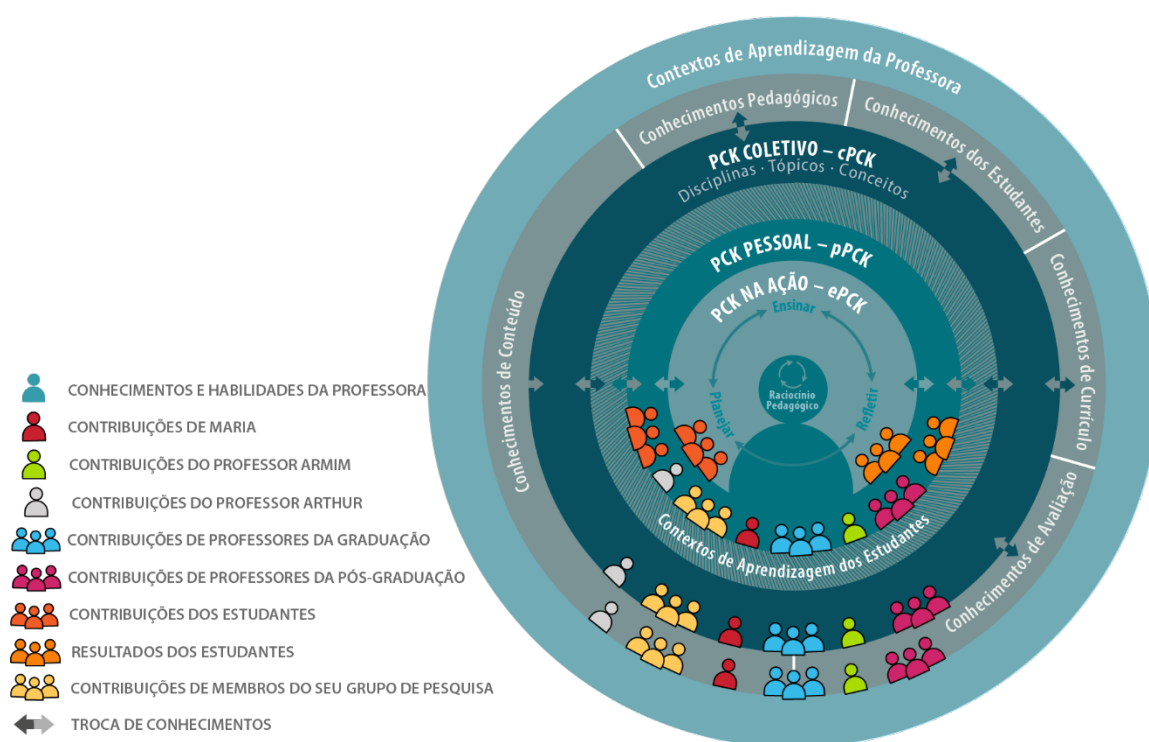 Contextos de Aprendizagem da Professora
Conhecimentos Pedagógicos
Conhecimentos dos Estudantes
PCK COLETIVO – cPCK
Disciplinas · Tópicos · Conceitos
PCK PESSOAL – pPCK
PCK NA AÇÃO – ePCK
Ensinar
Conhecimentos de Conteúdo
Conhecimentos de Currículo
Raciocínio
Pedagógico
Planejar
Refletir
Contextos de Aprendizagem dos Estudantes
Conhecimentos de Avaliação
CONHECIMENTOS E HABILIDADES DA PROFESSORA
CONTRIBUIÇÕES DE MARIA
CONTRIBUIÇÕES DO PROFESSOR ARMIM
CONTRIBUIÇÕES DO PROFESSOR ARTHUR
CONTRIBUIÇÕES DE PROFESSORES DA GRADUAÇÃO
CONTRIBUIÇÕES DE PROFESSORES DA PÓS-GRADUAÇÃO
CONTRIBUIÇÕES DOS ESTUDANTES
RESULTADOS DOS ESTUDANTES
CONTRIBUIÇÕES DE MEMBROS DO SEU GRUPO DE PESQUISA
TROCA DE CONHECIMENTOS